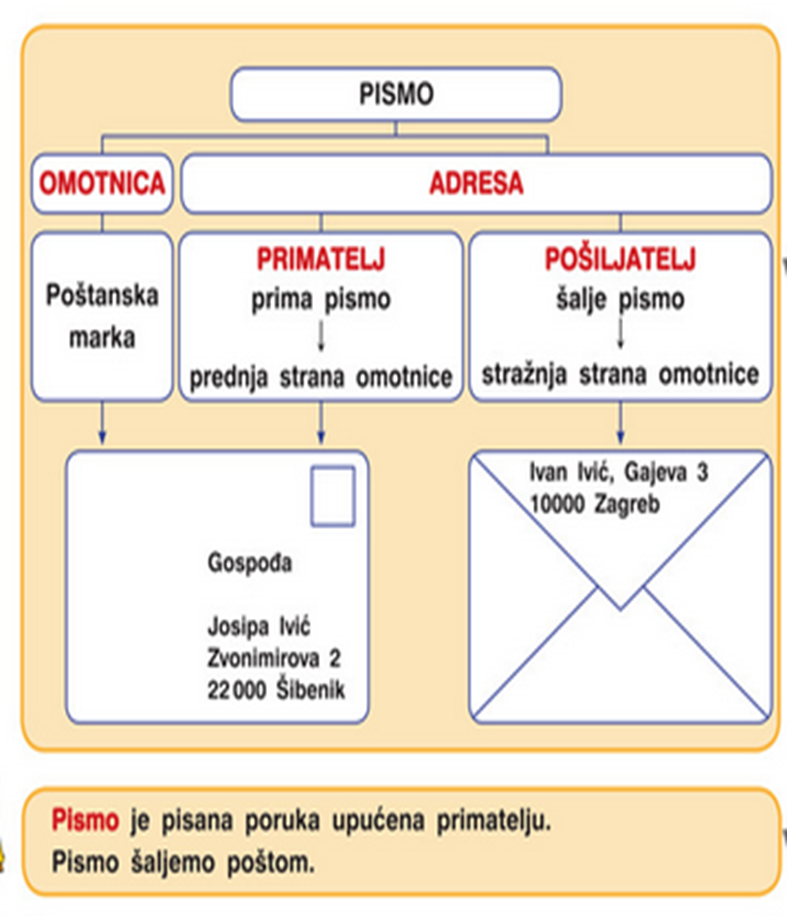 PISMO
OMOTNICA
ADRESA
Poštanska
marka
PRIMATELJ
prima pismo
prednja strana omotnice
POŠILJATELJ
šalje pismo
stražnja strana omotnice
Gospođa
Josipa Ivić
Zvonimirova 2
22 000 Šibenik
Ivan Ivić, Gajeva 3
10000 Zagreb
Pismo je pisana poruka upućena primatelju.
Pismo šaljemo poštom.